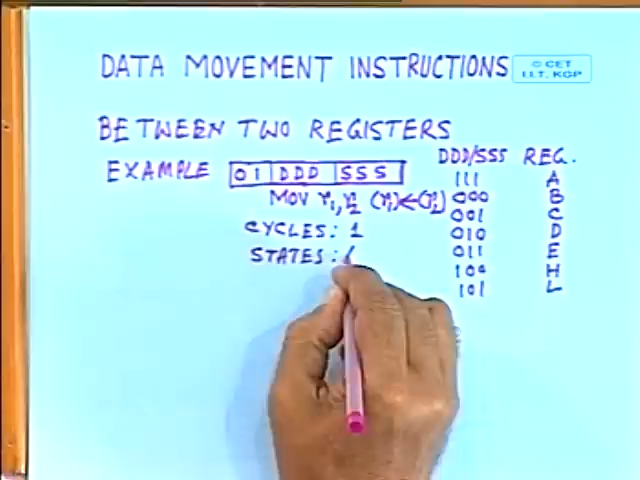 DATA MOVEMENT INSTRUCTIONS
© CET
I.I.T. KGP
BETWEEN TWO REGISTERS
EXAMPLE 01 DDD SSS
MOV r1, r2 (r1)←(r2)
CYCLES: 1
STATES:
DDD/SSS REG.
111 A
000 B
001 C
010 D
011 E
100 H
101 L